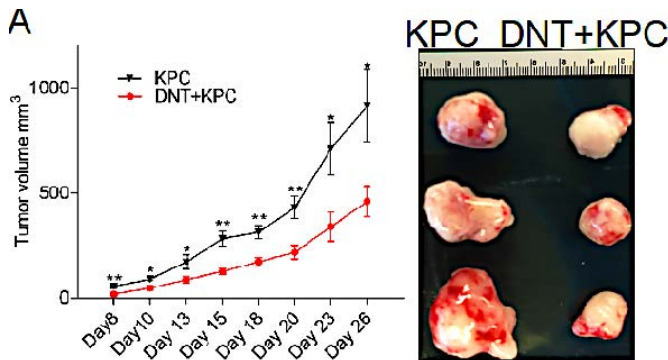 A
KPC DNT+KPC
Tumor volume mm³
1000
500
0
KPC
DNT+KPC
**
*
*
**
**
**
*
*
Day8
Day10
Day 13
Day 15
Day 18
Day 20
Day 23
Day 26